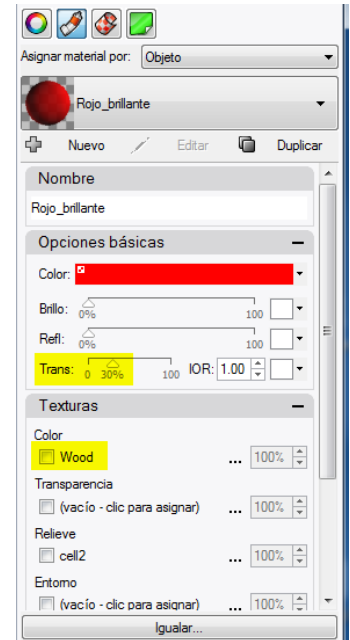 Asignar material por: Objeto
Rojo_brillante
Nuevo Editar Duplicar
Nombre
Rojo_brillante
Opciones básicas
Color:
Brillo: 0% 100
Refl: 0% 100
Trans: 0 30% 100 IOR: 1.00
Texturas
Color
Wood ... 100%
Transparencia
(vacío - clic para asignar) ... 100%
Relieve
cell2 ... 100%
Entorno
(vacío - clic para asignar) ... 100%
Igualar...